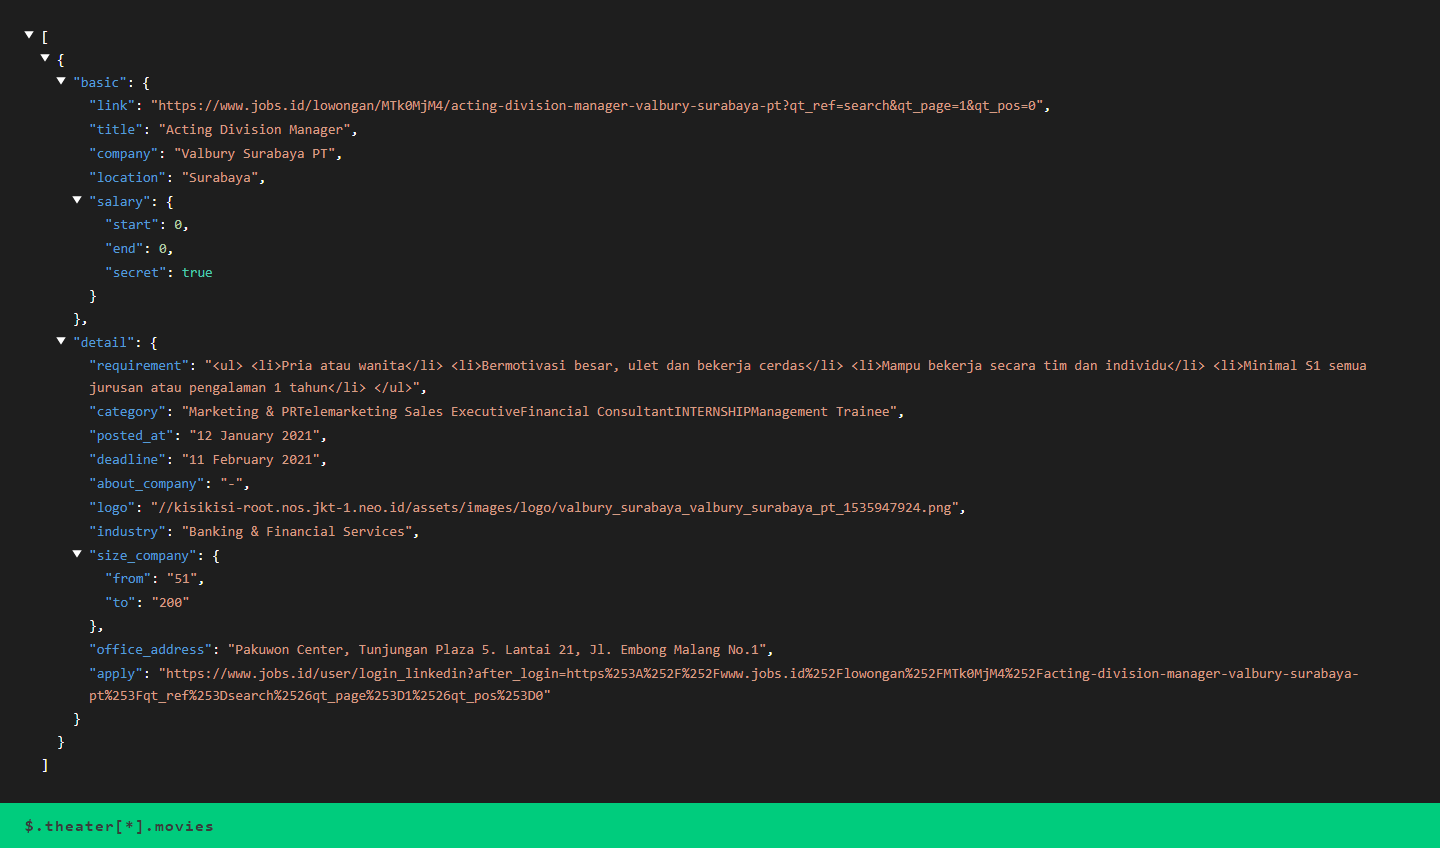 [
{
"basic": {
"link": "https://www.jobs.id/lowongan/MTk0MjM4/acting-division-manager-valbury-surabaya-pt?qt_ref=search&qt_page=1&qt_pos=0",
"title": "Acting Division Manager",
"company": "Valbury Surabaya PT",
"location": "Surabaya",
"salary": {
"start": 0,
"end": 0,
"secret": true
}
},
"detail": {
"requirement": "<ul> <li>Pria atau wanita</li> <li>Bermotivasi besar, ulet dan bekerja cerdas</li> <li>Mampu bekerja secara tim dan individu</li> <li>Minimal S1 semua
jurusan atau pengalaman 1 tahun</li> </ul>",
"category": "Marketing & PRTelemarketing Sales ExecutiveFinancial ConsultantINTERNSHIPManagement Trainee",
"posted_at": "12 January 2021",
"deadline": "11 February 2021",
"about_company": "-",
"logo": "//kisikisi-root.nos.jkt-1.neo.id/assets/images/logo/valbury_surabaya_valbury_surabaya_pt_1535947924.png",
"industry": "Banking & Financial Services",
"size_company": {
"from": "51",
"to": "200"
},
"office_address": "Pakuwon Center, Tunjungan Plaza 5. Lantai 21, Jl. Embong Malang No.1",
"apply": "https://www.jobs.id/user/login_linkedin?after_login=https%253A%252F%252Fwww.jobs.id%252Flowongan%252FMTk0MjM4%252Facting-division-manager-valbury-surabaya-
pt%253Fqt_ref%253Dsearch%2526qt_page%253D1%2526qt_pos%253D0"
}
}
]
$.theater[*].movies